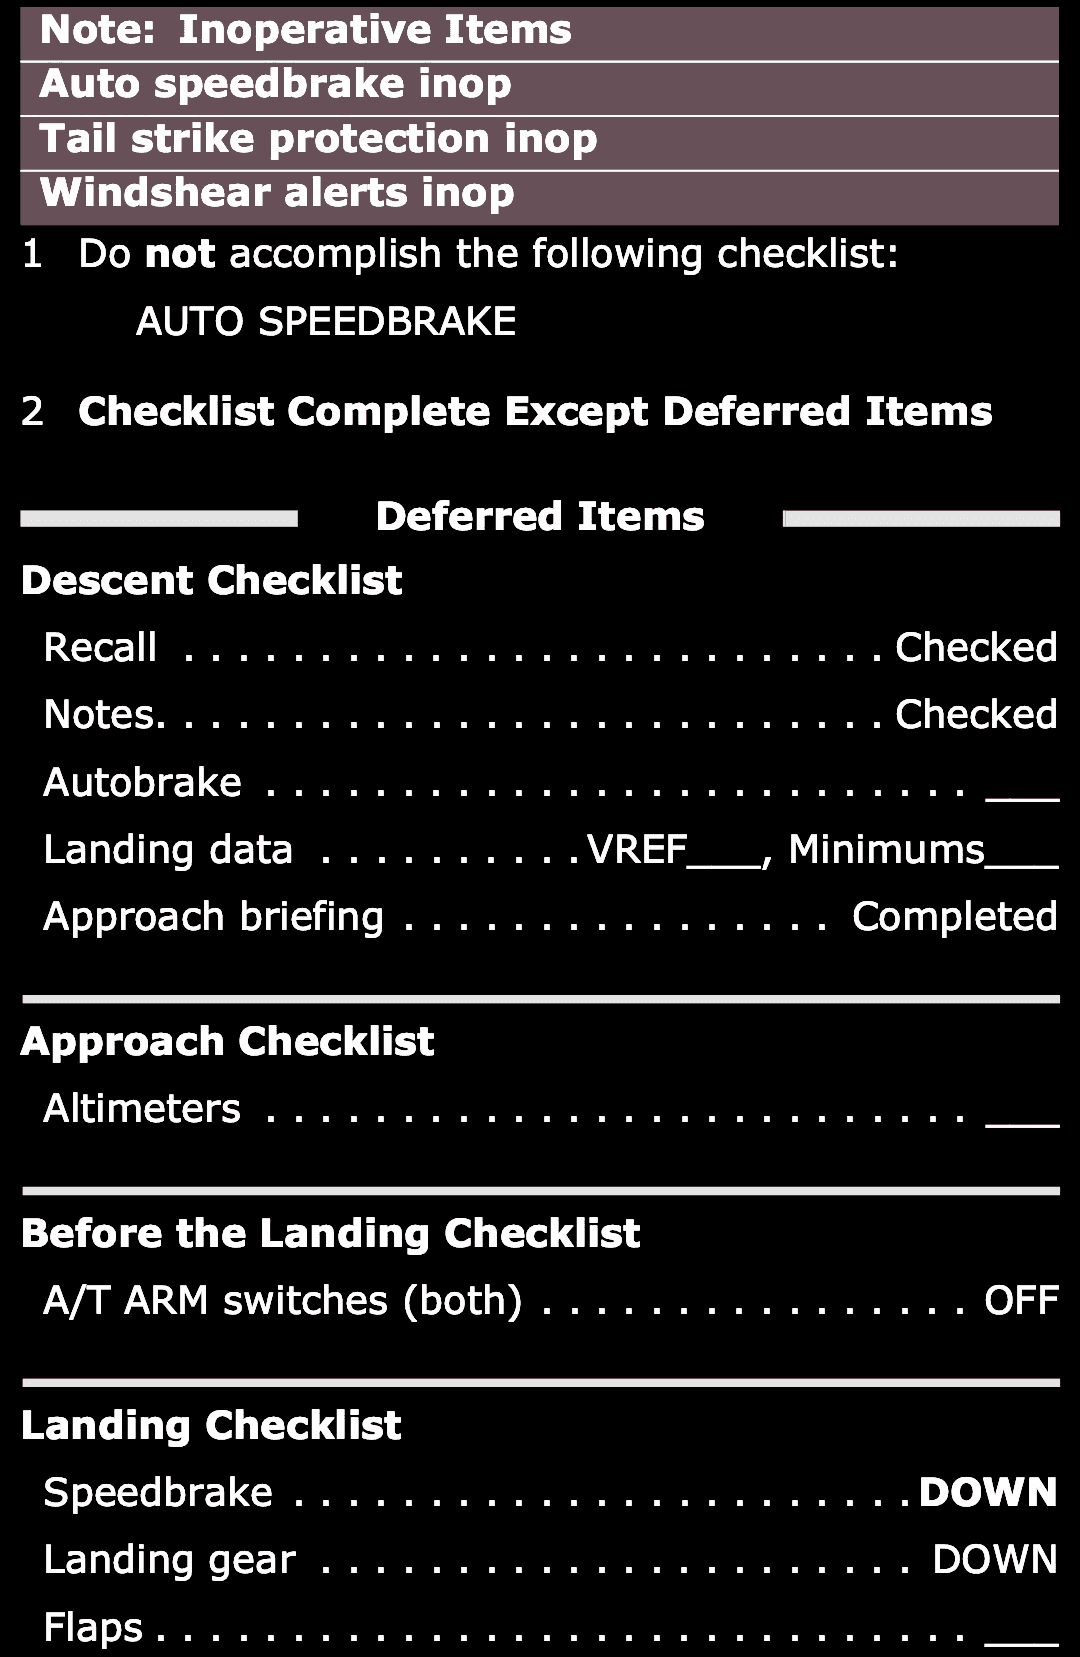 Note: Inoperative Items
Auto speedbrake inop
Tail strike protection inop
Windshear alerts inop
1 Do not accomplish the following checklist:
AUTO SPEEDBRAKE
2 Checklist Complete Except Deferred Items
Deferred Items
Descent Checklist
Recall . . . . . . . . . . . . . . . . . . . . . . . . . . Checked
Notes. . . . . . . . . . . . . . . . . . . . . . . . . . . Checked
Autobrake . . . . . . . . . . . . . . . . . . . . . . . . . . ___
Landing data . . . . . . . . . . VREF___, Minimums___
Approach briefing . . . . . . . . . . . . . . . . Completed
Approach Checklist
Altimeters . . . . . . . . . . . . . . . . . . . . . . . . . . ___
Before the Landing Checklist
A/T ARM switches (both) . . . . . . . . . . . . . . . . OFF
Landing Checklist
Speedbrake . . . . . . . . . . . . . . . . . . . . . . . DOWN
Landing gear . . . . . . . . . . . . . . . . . . . . . . DOWN
Flaps . . . . . . . . . . . . . . . . . . . . . . . . . . . . . . ___